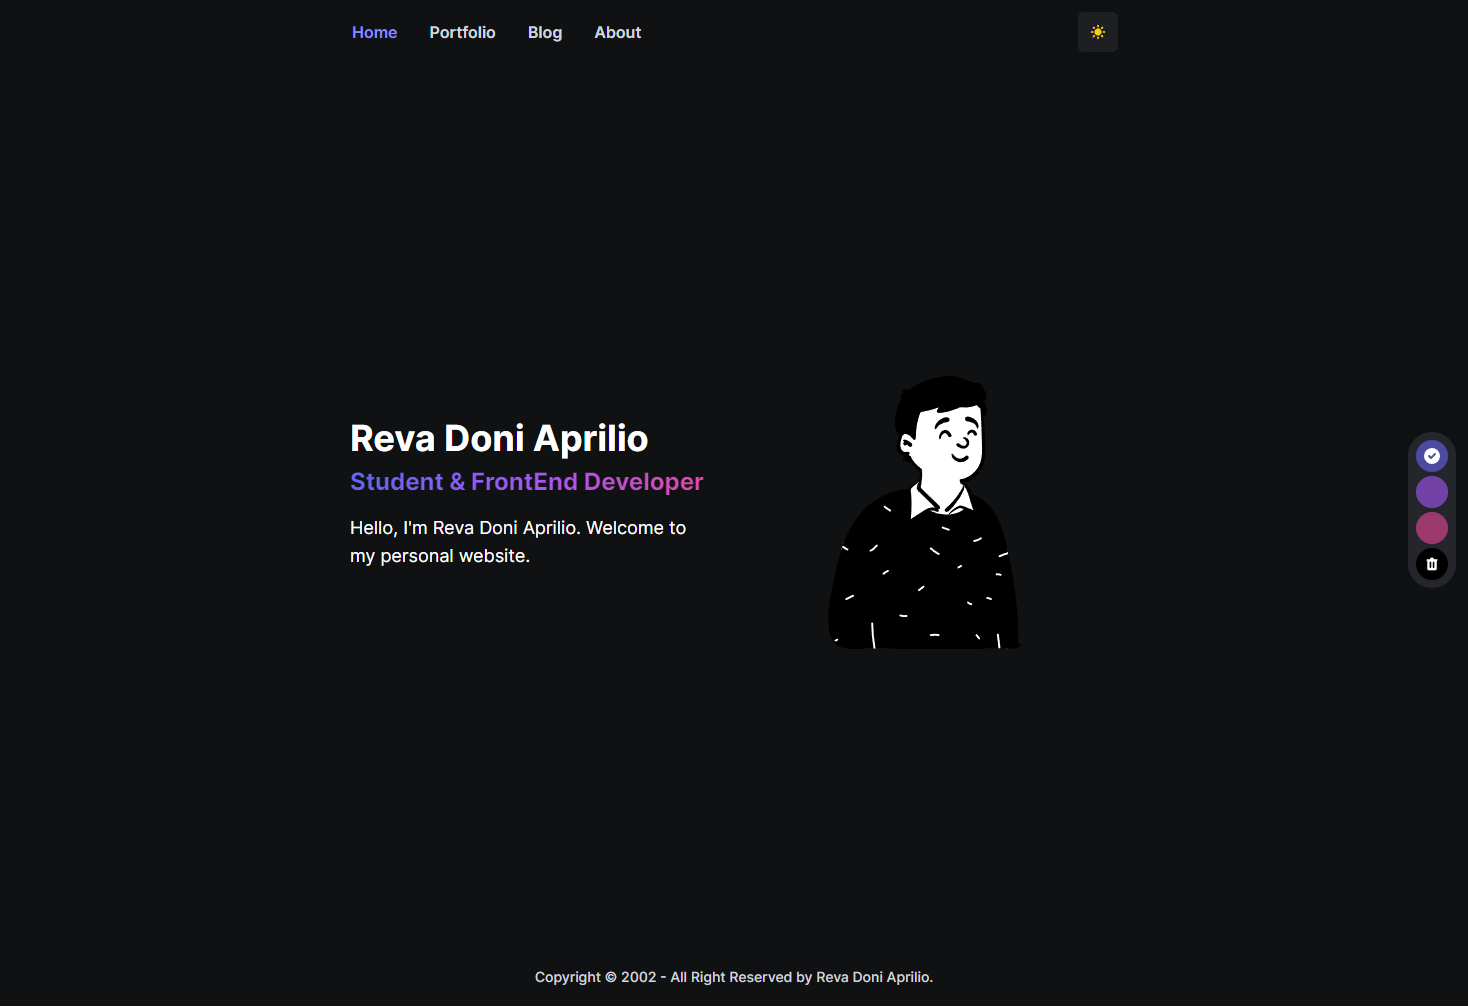 Home Portfolio Blog About
Reva Doni Aprilio
Student & FrontEnd Developer
Hello, I'm Reva Doni Aprilio. Welcome to
my personal website.
Copyright © 2002 - All Right Reserved by Reva Doni Aprilio.